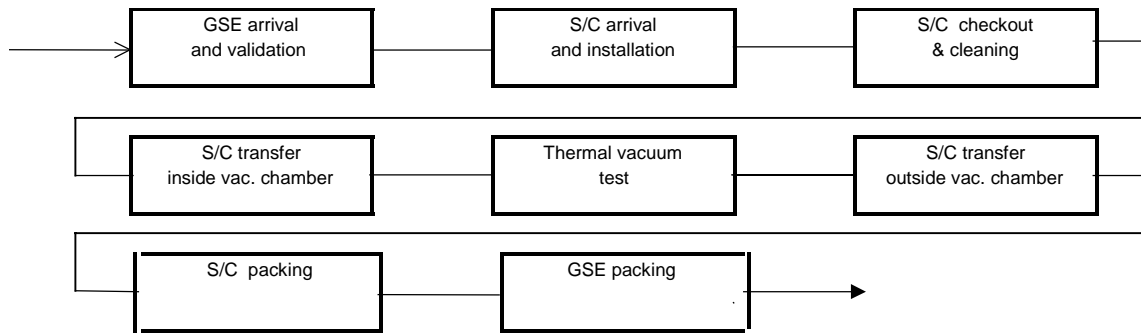 GSE arrival
and validation
S/C arrival
and installation
S/C checkout
& cleaning
S/C transfer
inside vac. chamber
Thermal vacuum
test
S/C transfer
outside vac. chamber
S/C packing
GSE packing